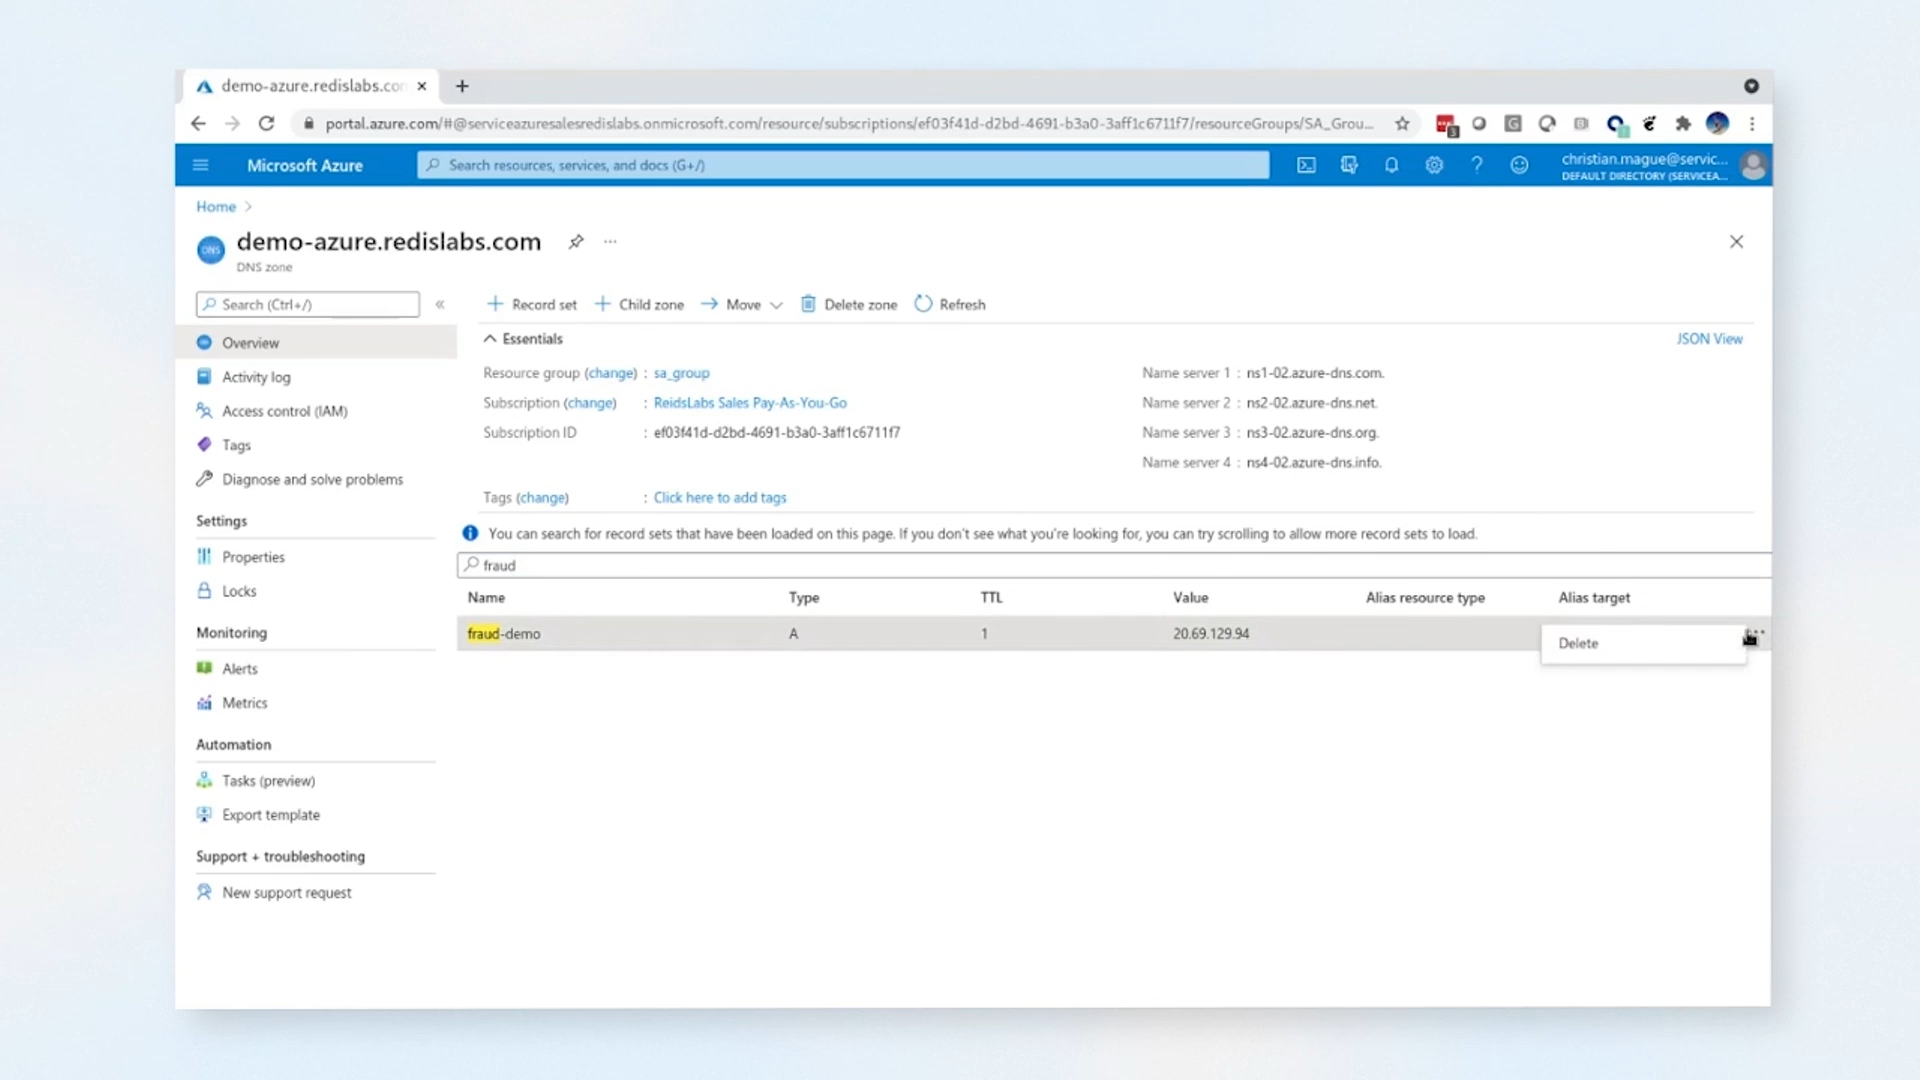 demo-azure.redislabs.co
portal.azure.com/#@serviceazuresalesredislabs.onmicrosoft.com/resource/subscriptions/ef03f41d-d2bd-4691-b3a0-3aff1c6711f7/resourceGroups/SA_Grou...
Microsoft Azure
Search resources, services, and docs (G+/)
christian.mague@servic...
DEFAULT DIRECTORY (SERVICEA...
Home
DNS
demo-azure.redislabs.com
DNS zone
Search (Ctrl+/)
Record set
Child zone
Move
Delete zone
Refresh
Overview
Activity log
Access control (IAM)
Tags
Diagnose and solve problems
Settings
Properties
Locks
Monitoring
Alerts
Metrics
Automation
Tasks (preview)
Export template
Support + troubleshooting
New support request
Essentials
JSON View
Resource group (change) : sa_group
Subscription (change) : ReidsLabs Sales Pay-As-You-Go
Subscription ID : ef03f41d-d2bd-4691-b3a0-3aff1c6711f7
Name server 1 : ns1-02.azure-dns.com.
Name server 2 : ns2-02.azure-dns.net.
Name server 3 : ns3-02.azure-dns.org.
Name server 4 : ns4-02.azure-dns.info.
Tags (change) : Click here to add tags
You can search for record sets that have been loaded on this page. If you don't see what you're looking for, you can try scrolling to allow more record sets to load.
fraud
Name Type TTL Value Alias resource type Alias target
fraud-demo A 1 20.69.129.94
Delete